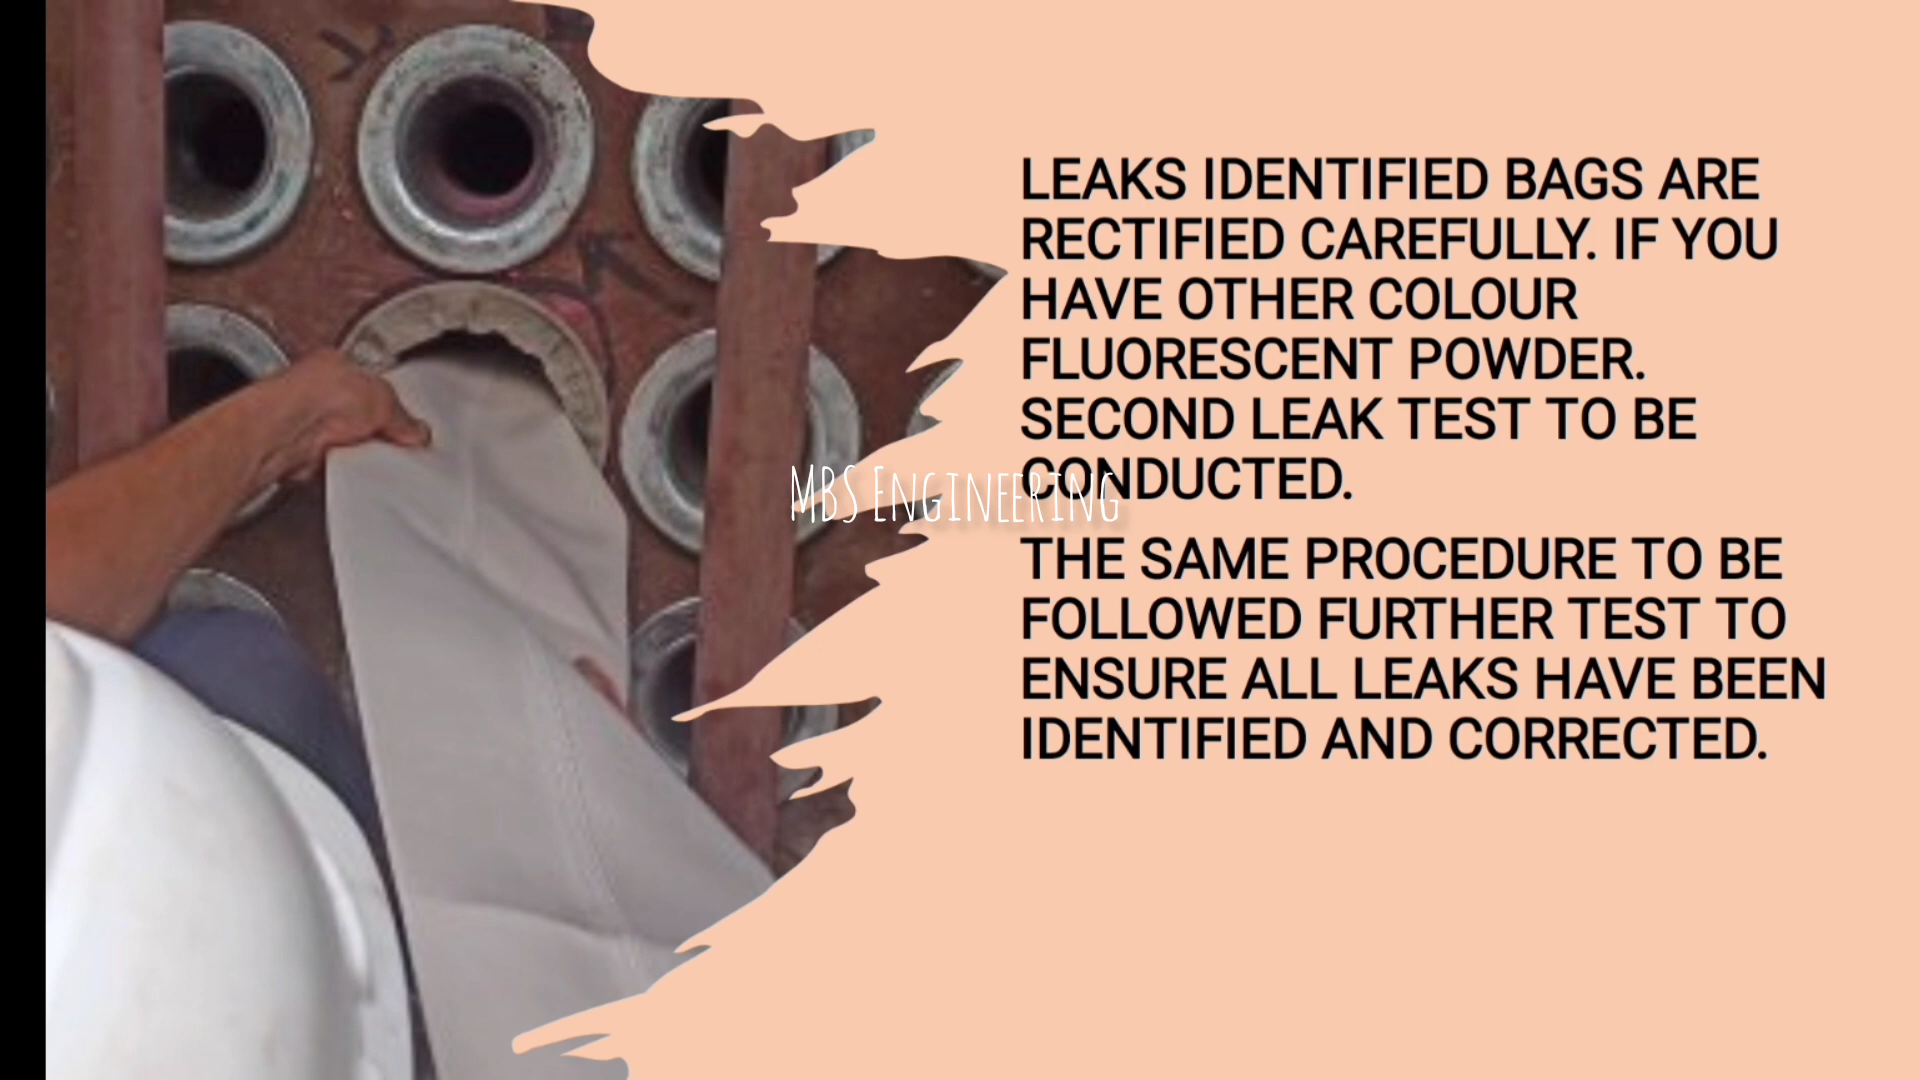 LEAKS IDENTIFIED BAGS ARE
RECTIFIED CAREFULLY. IF YOU
HAVE OTHER COLOUR
FLUORESCENT POWDER.
SECOND LEAK TEST TO BE
CONDUCTED.
MBS ENGINEERING
THE SAME PROCEDURE TO BE
FOLLOWED FURTHER TEST TO
ENSURE ALL LEAKS HAVE BEEN
IDENTIFIED AND CORRECTED.